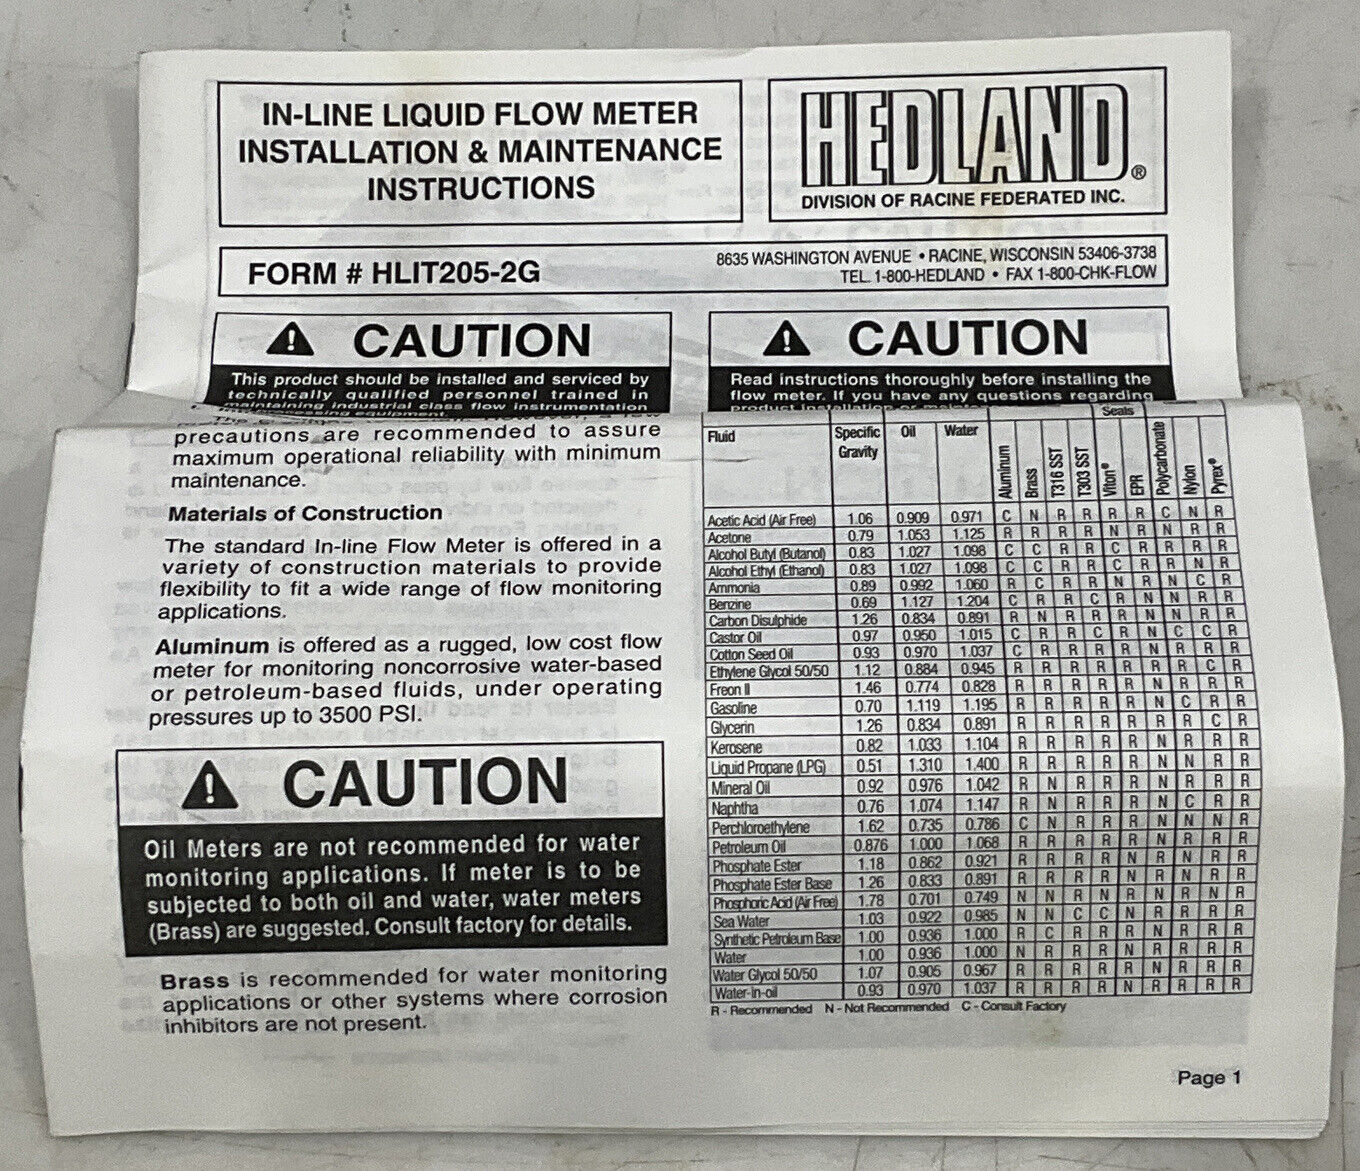 IN-LINE LIQUID FLOW METER
INSTALLATION & MAINTENANCE
INSTRUCTIONS
HEDLAND®
DIVISION OF RACINE FEDERATED INC.
FORM # HLIT205-2G
8635 WASHINGTON AVENUE • RACINE, WISCONSIN 53406-3738
TEL. 1-800-HEDLAND • FAX 1-800-CHK-FLOW
CAUTION
This product should be installed and serviced by
technically qualified personnel trained in
maintaining industrial class flow instrumentation
CAUTION
Read instructions thoroughly before installing the
flow meter. If you have any questions regarding
product installation or
precautions are recommended to assure
maximum operational reliability with minimum
maintenance.
Materials of Construction
The standard In-line Flow Meter is offered in a
variety of construction materials to provide
flexibility to fit a wide range of flow monitoring
applications.
Aluminum is offered as a rugged, low cost flow
meter for monitoring noncorrosive water-based
or petroleum-based fluids, under operating
pressures up to 3500 PSI.
CAUTION
Oil Meters are not recommended for water
monitoring applications. If meter is to be
subjected to both oil and water, water meters
(Brass) are suggested. Consult factory for details.
Brass is recommended for water monitoring
applications or other systems where corrosion
inhibitors are not present.
Seals
Fluid Specific Gravity Oil Water Aluminum Brass T316 SST T303 SST Viton® EPR Polycarbonate Nylon Pyrex®
Acetic Acid (Air Free) 1.06 0.909 0.971 C N R R R R C N R
Acetone 0.79 1.053 1.125 R R R R N R N R R
Alcohol Butyl (Butanol) 0.83 1.027 1.098 C C R R C R R R R
Alcohol Ethyl (Ethanol) 0.83 1.027 1.098 C C R R C R R N R
Ammonia 0.89 0.992 1.060 R C R R N R N C R
Benzine 0.69 1.127 1.204 C R R C R N N R R
Carbon Disulphide 1.26 0.834 0.891 R N R R R N N R R
Castor Oil 0.97 0.950 1.015 C R R C R N C C R
Cotton Seed Oil 0.93 0.970 1.037 C R R R R N R R R
Ethylene Glycol 50/50 1.12 0.884 0.945 R R R R R R R C R
Freon II 1.46 0.774 0.828 R R R R R N R R R
Gasoline 0.70 1.119 1.195 R R R R R N C R R
Glycerin 1.26 0.834 0.891 R R R R R R R C R
Kerosene 0.82 1.033 1.104 R R R R R N R R R
Liquid Propane (LPG) 0.51 1.310 1.400 R R R R R N N R R
Mineral Oil 0.92 0.976 1.042 R N R R R N R R R
Naphtha 0.76 1.074 1.147 R N R R R N C R R
Perchloroethylene 1.62 0.735 0.786 C N R R R N N N R
Petroleum Oil 0.876 1.000 1.068 R R R R R N R R R
Phosphate Ester 1.18 0.862 0.921 R R R R N R N R R
Phosphate Ester Base 1.26 0.833 0.891 R R R R N R N R R
Phosphoric Acid (Air Free) 1.78 0.701 0.749 N N R N R N R N R
Sea Water 1.03 0.922 0.985 N N C C N R R R R
Synthetic Petroleum Base 1.00 0.936 1.000 R C R R R N R R R
Water 1.00 0.936 1.000 N R R R N R R R R
Water Glycol 50/50 1.07 0.905 0.967 R R R R R N R R R
Water-in-oil 0.93 0.970 1.037 R R R R N R R R R
R - Recommended N - Not Recommended C - Consult Factory
Page 1